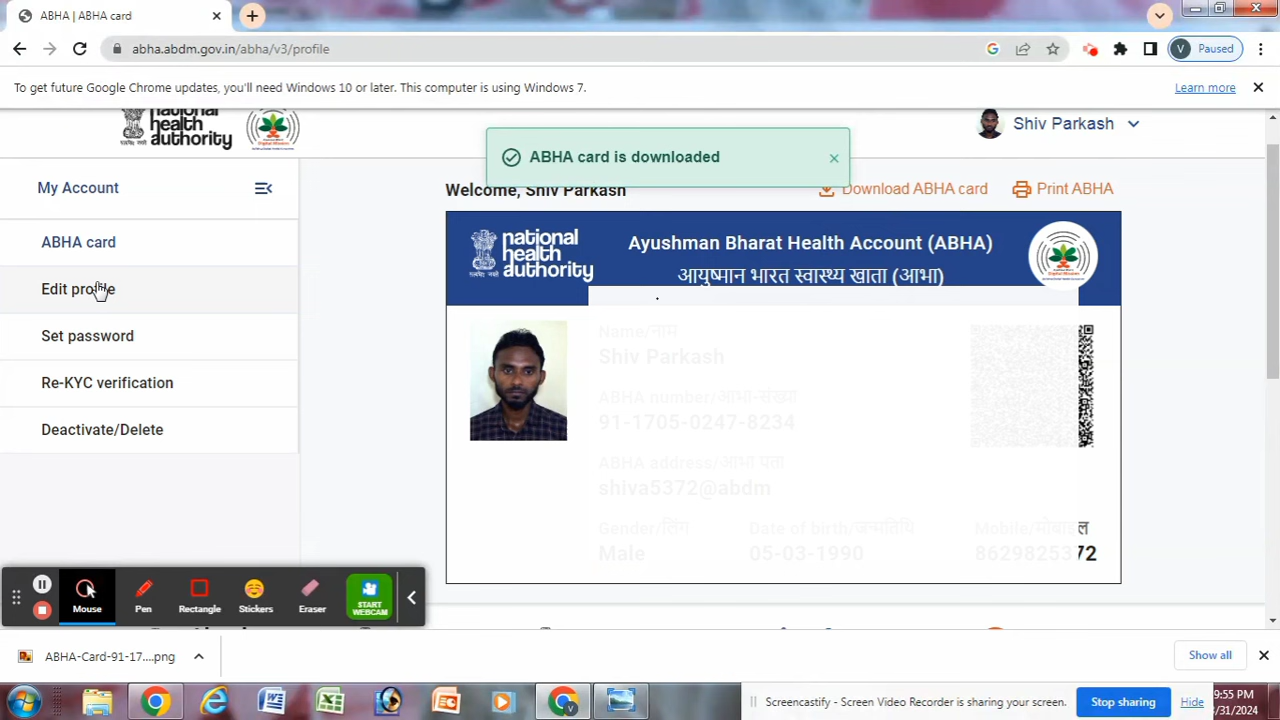 ABHA | ABHA card
abha.abdm.gov.in/abha/v3/profile
V Paused
To get future Google Chrome updates, you'll need Windows 10 or later. This computer is using Windows 7.
Learn more
national
health
authority
Shiv Parkash
ABHA card is downloaded
My Account
Welcome, Shiv Parkash
Download ABHA card
Print ABHA
ABHA card
Edit profile
Set password
Re-KYC verification
Deactivate/Delete
national
health
authority
Ayushman Bharat Health Account (ABHA)
आयुष्मान भारत स्वास्थ्य खाता (आभा)
Name/नाम
Shiv Parkash
ABHA number/आभा-संख्या
91-1705-0247-8234
ABHA address/आभा पता
shiva5372@abdm
Gender/लिंग Date of birth/जन्मतिथि Mobile/मोबाइल
Male 05-03-1990 8629825372
Mouse Pen Rectangle Stickers Eraser START WEBCAM
ABHA-Card-91-17....png
Show all
Screencastify - Screen Video Recorder is sharing your screen.
Stop sharing
Hide
9:55 PM
/31/2024